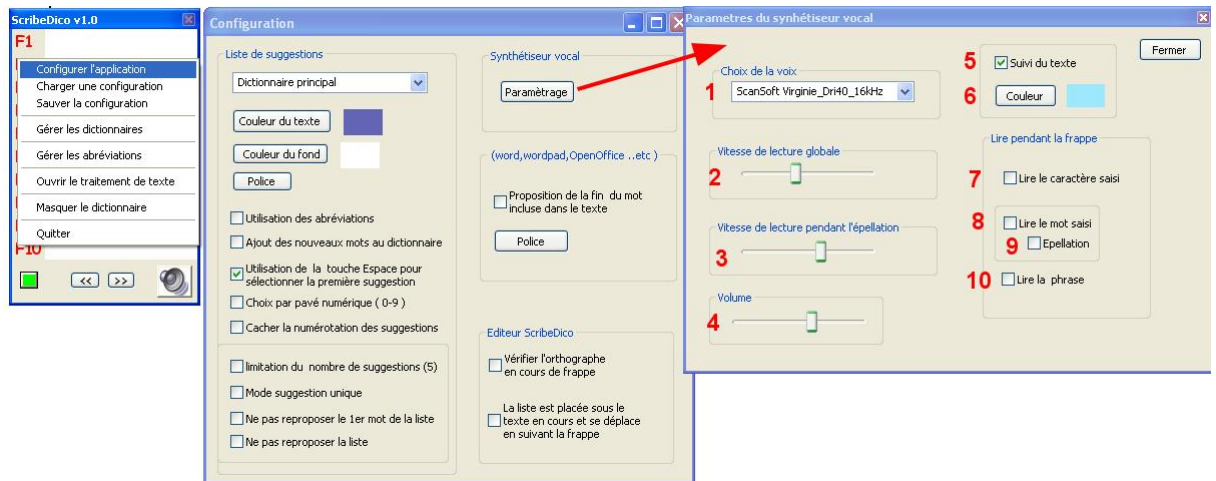 ScribeDico v1.0
F1
Configurer l'application
Charger une configuration
Sauver la configuration
Gérer les dictionnaires
Gérer les abréviations
Ouvrir le traitement de texte
Masquer le dictionnaire
Quitter
F10
<< >>
Configuration
Liste de suggestions
Dictionnaire principal
Couleur du texte
Couleur du fond
Police
Utilisation des abréviations
Ajout des nouveaux mots au dictionnaire
Utilisation de la touche Espace pour
sélectionner la première suggestion
Choix par pavé numérique ( 0-9 )
Cacher la numérotation des suggestions
limitation du nombre de suggestions (5)
Mode suggestion unique
Ne pas reproposer le 1er mot de la liste
Ne pas reproposer la liste
Synthétiseur vocal
Paramètrage
(word,wordpad,OpenOffice ..etc )
Proposition de la fin du mot
incluse dans le texte
Police
Editeur ScribeDico
Vérifier l'orthographe
en cours de frappe
La liste est placée sous le
texte en cours et se déplace
en suivant la frappe
Parametres du synhétiseur vocal
Fermer
Choix de la voix
1 ScanSoft Virginie_Dri40_16kHz
Vitesse de lecture globale
2
Vitesse de lecture pendant l'épellation
3
Volume
4
5 Suivi du texte
6 Couleur
Lire pendant la frappe
7 Lire le caractère saisi
8 Lire le mot saisi
9 Epellation
10 Lire la phrase